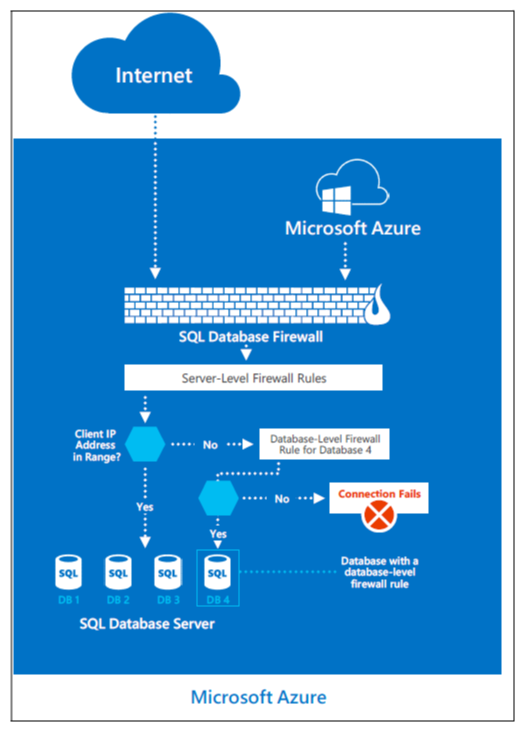 Internet
Microsoft Azure
SQL Database Firewall
Server-Level Firewall Rules
Client IP
Address
in Range?
No
Database-Level Firewall
Rule for Database 4
No
Connection Fails
Yes
Yes
SQL
SQL
SQL
SQL
Database with a
database-level
firewall rule
DB 1
DB 2
DB 3
DB 4
SQL Database Server
Microsoft Azure